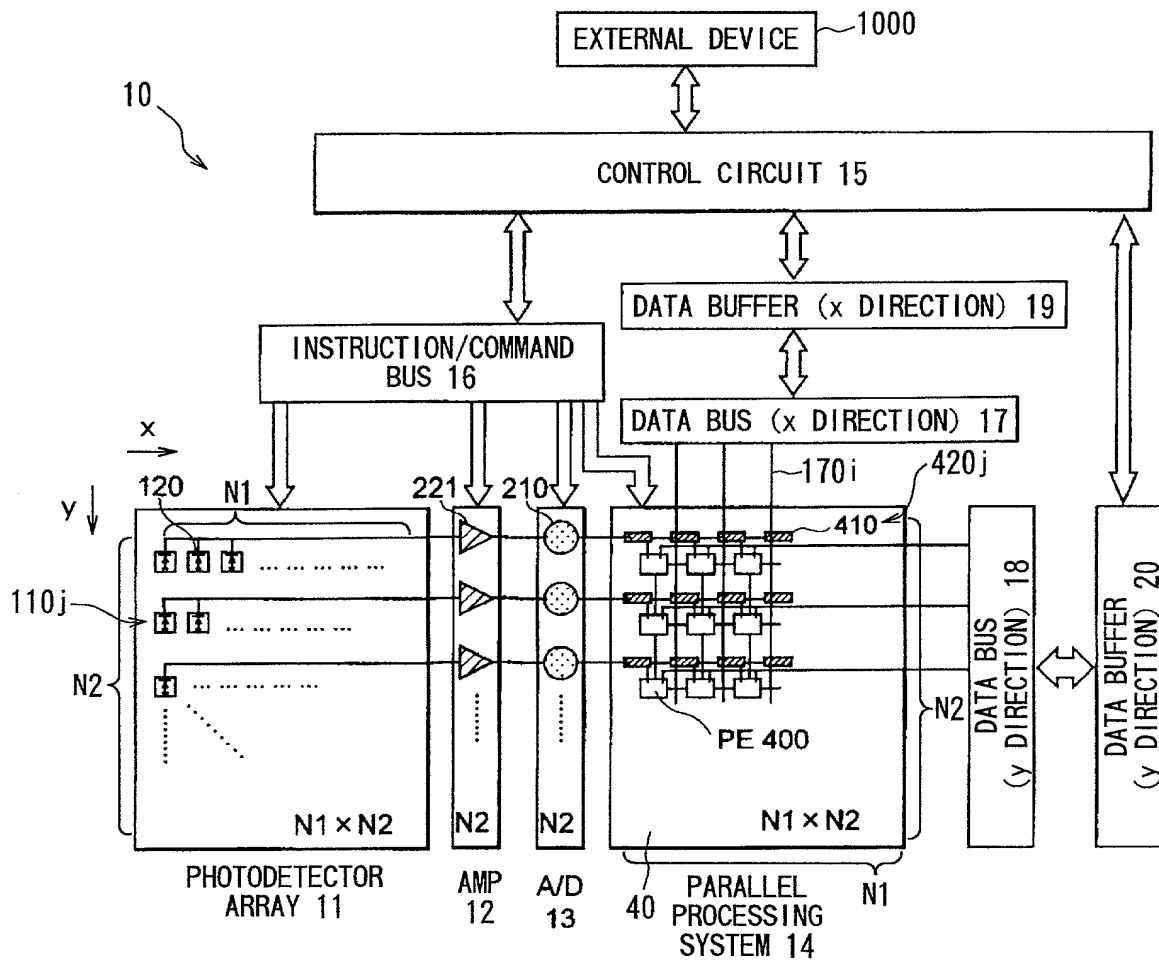 EXTERNAL DEVICE
1000
10
CONTROL CIRCUIT 15
DATA BUFFER (x DIRECTION) 19
INSTRUCTION/COMMAND
BUS 16
DATA BUS (x DIRECTION) 17
x
y
120
N1
221
210
170i
420j
410
110j
N2
N1 × N2
N2
N2
PE 400
N1 × N2
N2
DATA BUS
(y DIRECTION) 18
DATA BUFFER
(y DIRECTION) 20
PHOTODETECTOR
ARRAY 11
AMP
12
A/D
13
40
PARALLEL
PROCESSING
SYSTEM 14
N1